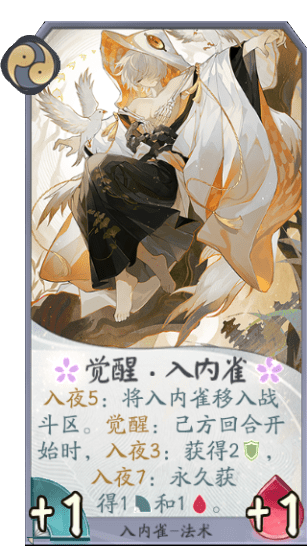 觉醒·入内雀
入夜5：将入内雀移入战
斗区。觉醒：己方回合开
始时，入夜3：获得2，
入夜7：永久获
得1和1。
+1
入内雀-法术
+1